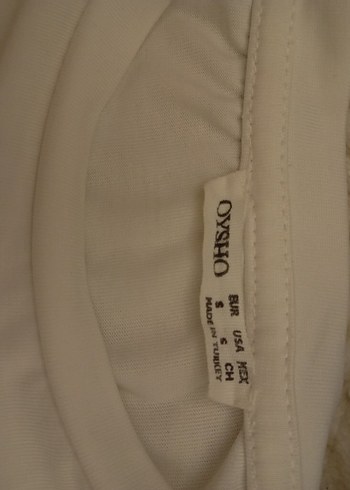 OYSHO
EUR USA MEX
S S CH
MADE IN TURKEY